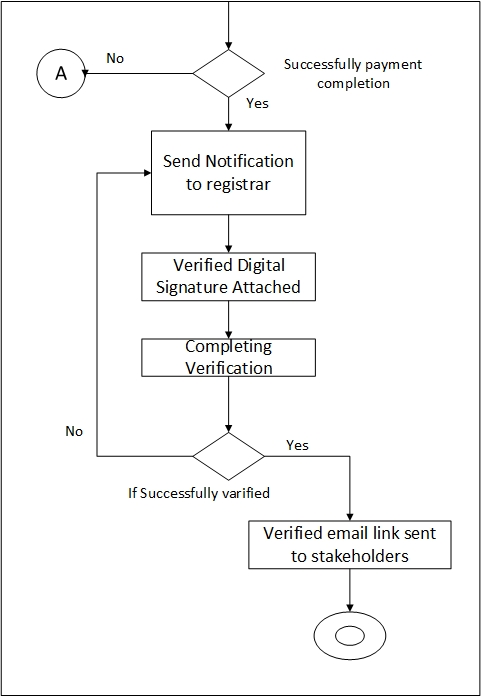 No
A
Successfully payment
completion
Yes
Send Notification
to registrar
Verified Digital
Signature Attached
Completing
Verification
No
Yes
If Successfully varified
Verified email link sent
to stakeholders